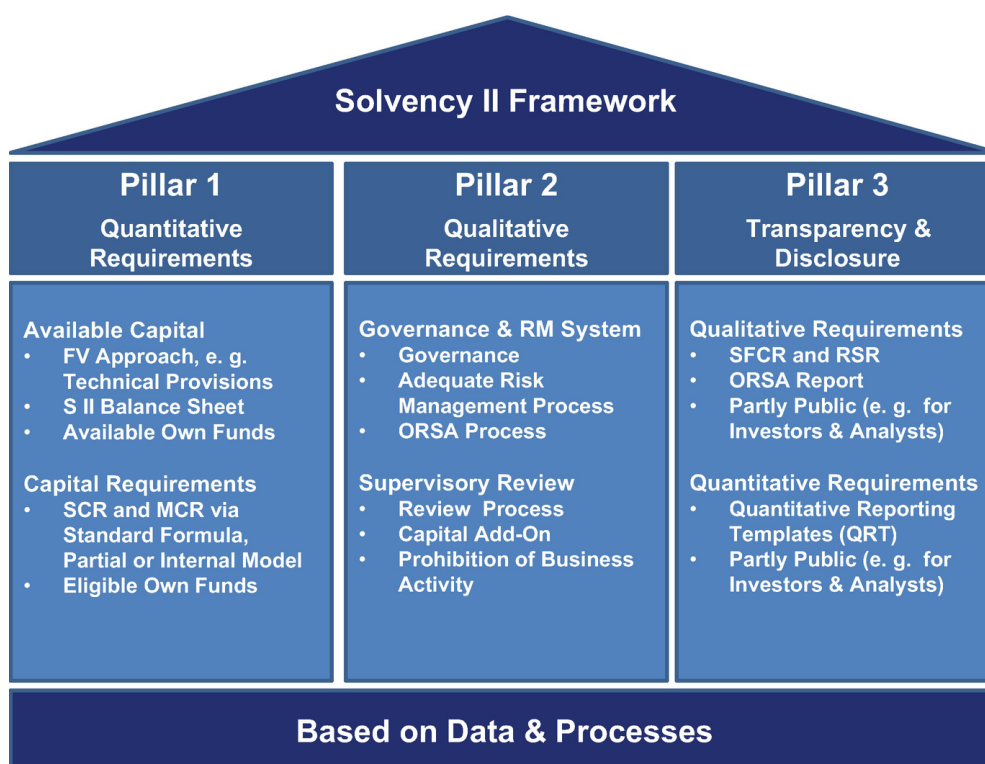 Solvency II Framework
Pillar 1
Quantitative
Requirements
Pillar 2
Qualitative
Requirements
Pillar 3
Transparency &
Disclosure
Available Capital
• FV Approach, e. g.
Technical Provisions
• S II Balance Sheet
• Available Own Funds
Capital Requirements
• SCR and MCR via
Standard Formula,
Partial or Internal Model
• Eligible Own Funds
Governance & RM System
• Governance
• Adequate Risk
Management Process
• ORSA Process
Supervisory Review
• Review Process
• Capital Add-On
• Prohibition of Business
Activity
Qualitative Requirements
• SFCR and RSR
• ORSA Report
• Partly Public (e. g. for
Investors & Analysts)
Quantitative Requirements
• Quantitative Reporting
Templates (QRT)
• Partly Public (e. g. for
Investors & Analysts)
Based on Data & Processes